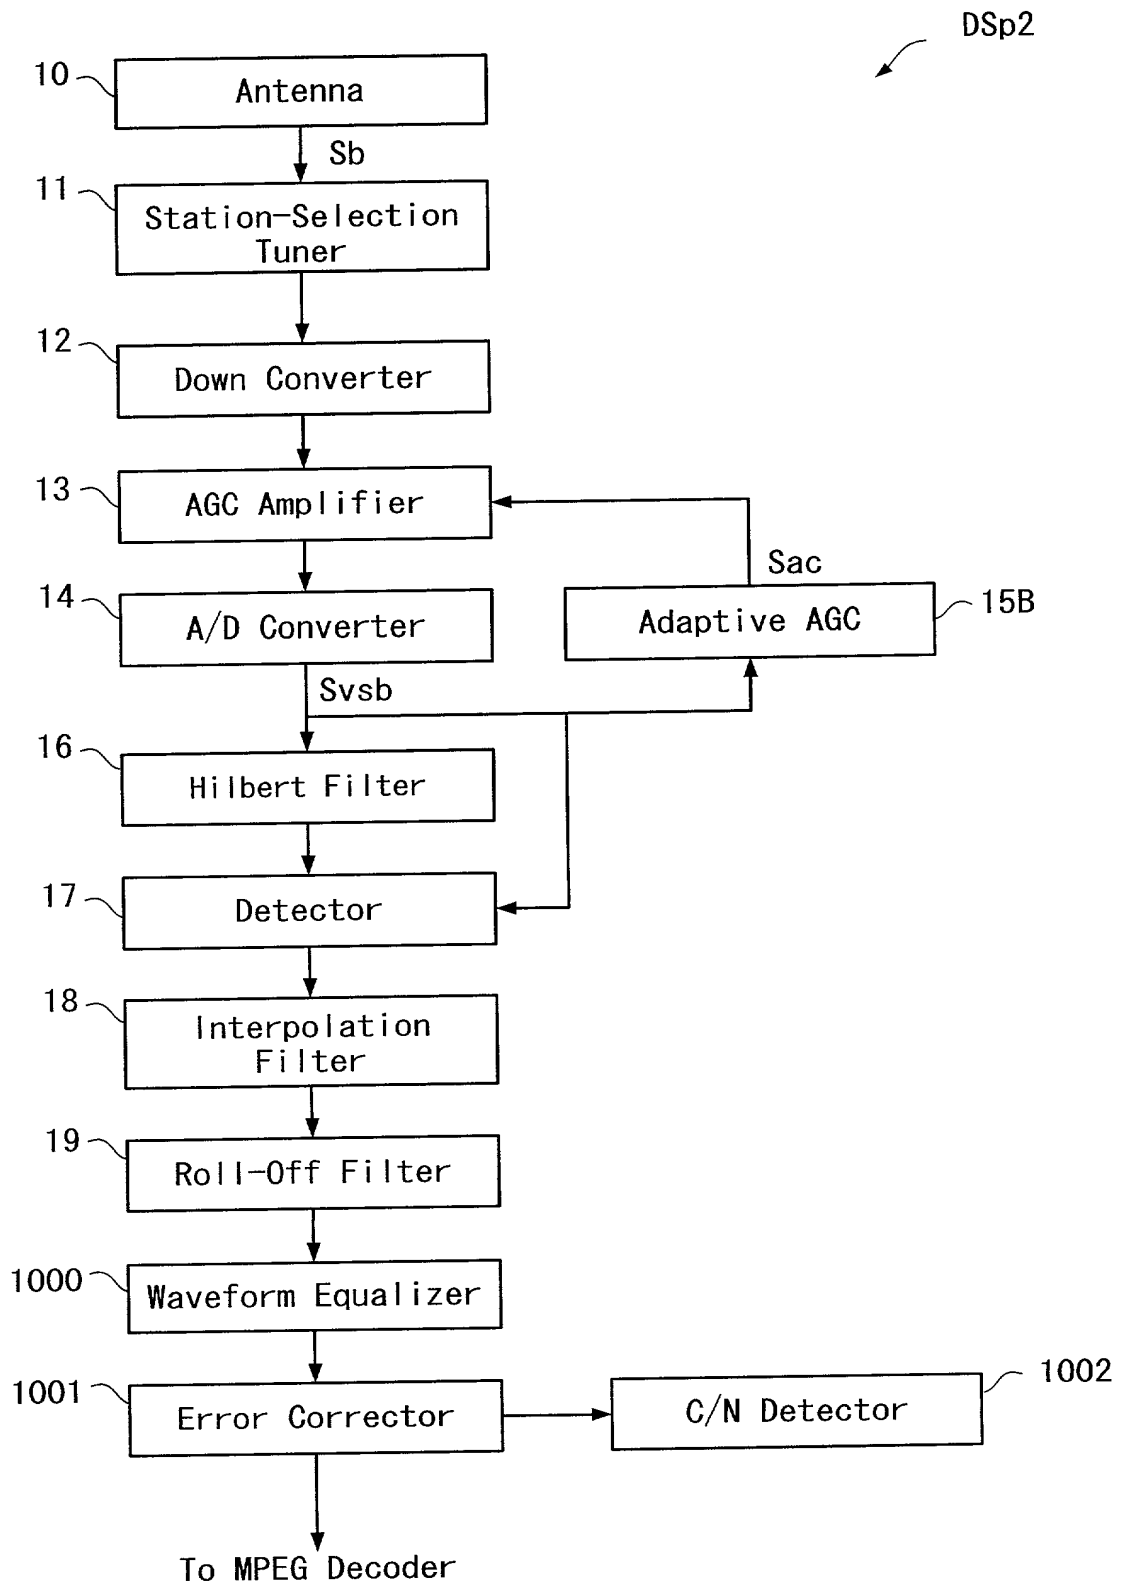 DSp2
10
Antenna
Sb
11
Station-Selection
Tuner
12
Down Converter
13
AGC Amplifier
Sac
14
A/D Converter
Adaptive AGC
15B
Svsb
16
Hilbert Filter
17
Detector
18
Interpolation
Filter
19
Roll-Off Filter
1000
Waveform Equalizer
1001
Error Corrector
C/N Detector
1002
To MPEG Decoder